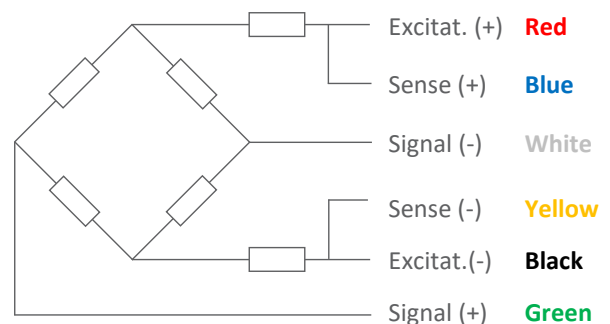 Excitat. (+) Red
Sense (+) Blue
Signal (-) White
Sense (-) Yellow
Excitat.(-) Black
Signal (+) Green